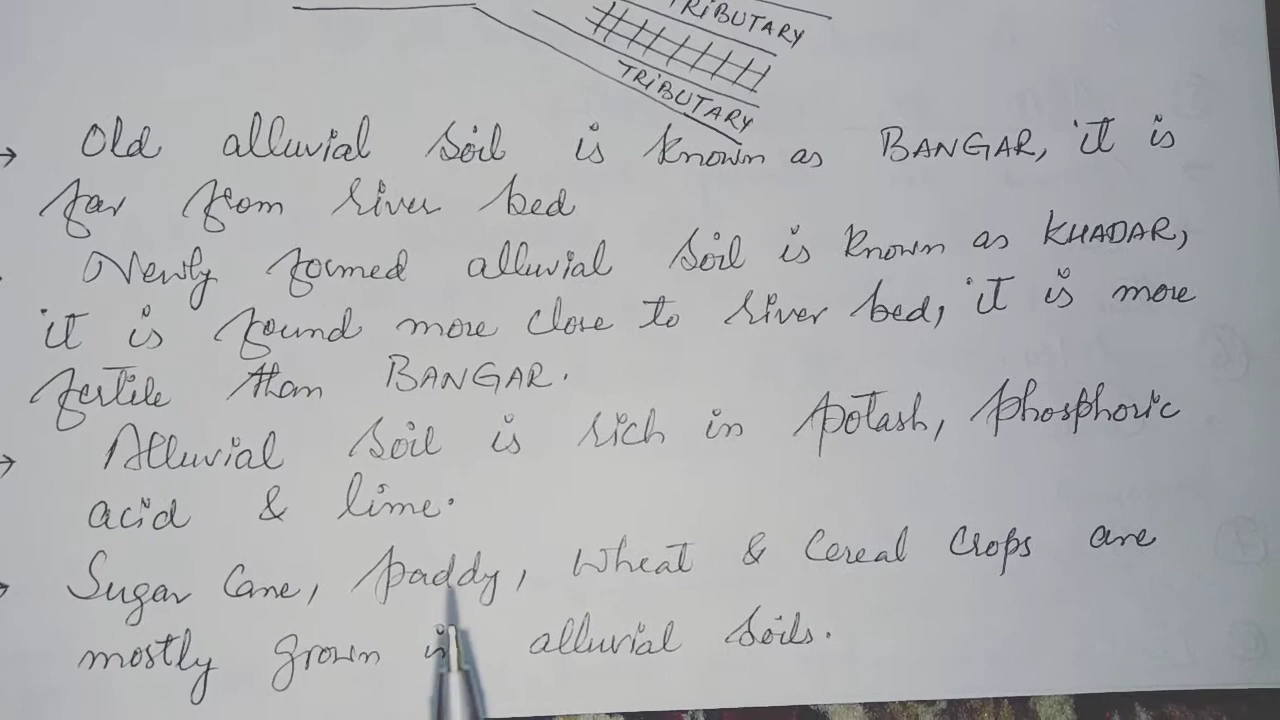 TRIBUTARY
TRIBUTARY
→ Old alluvial soil is known as BANGAR, it is
far from river bed
Newly formed alluvial soil is known as KHADAR,
it is found more close to river bed, it is more
fertile than BANGAR.
→ Alluvial soil is rich in potash, phosphoric
acid & lime.
Sugar Cane, paddy, Wheat & Cereal Crops are
mostly grown in alluvial soils.